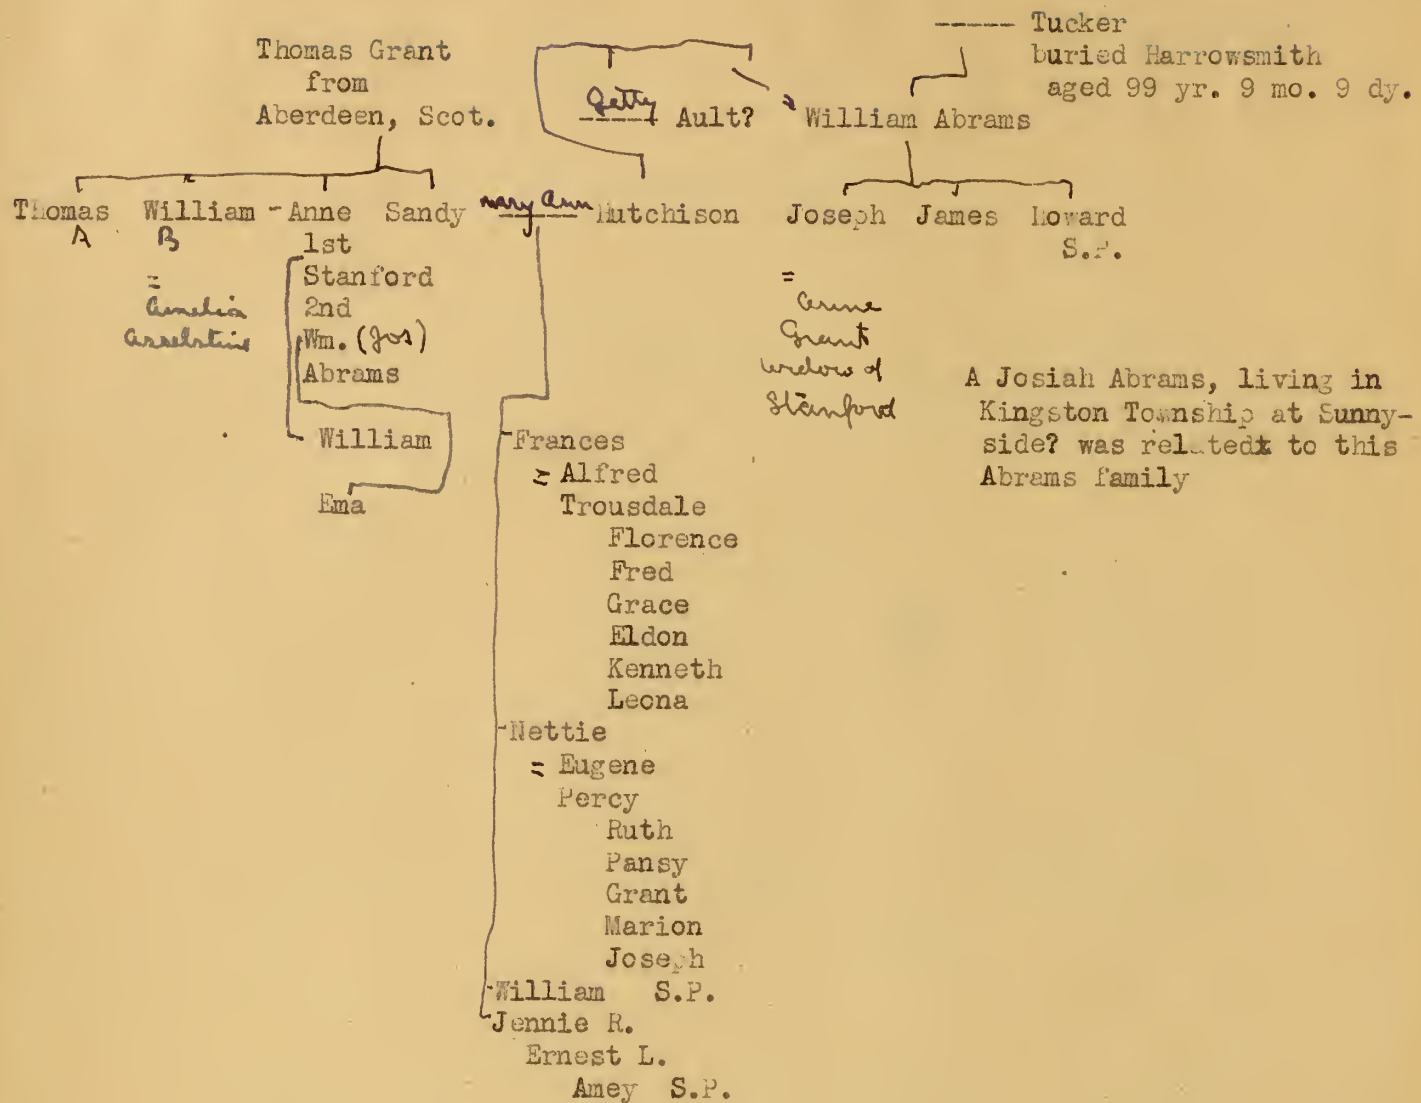 Thomas Grant
from
Aberdeen, Scot.
---- Tucker
buried Harrowsmith
aged 99 yr. 9 mo. 9 dy.
Ault?
William Abrams
Thomas William - Anne Sandy Mary Ann Hutchison Joseph James Howard
A B
1st
S.P.
Stanford
2nd
Wm. (Jos)
Abrams
William
Ema
=
Amelia
Asselstine
=
Anne
Grant
widow of
Stanford
A Josiah Abrams, living in
Kingston Township at Sunny-
side? was related to this
Abrams family
-Frances
= Alfred
Trousdale
Florence
Fred
Grace
Eldon
Kenneth
Leona
-Nettie
= Eugene
Percy
Ruth
Pansy
Grant
Marion
Joseph
-William S.P.
-Jennie R.
Ernest L.
Amey S.P.